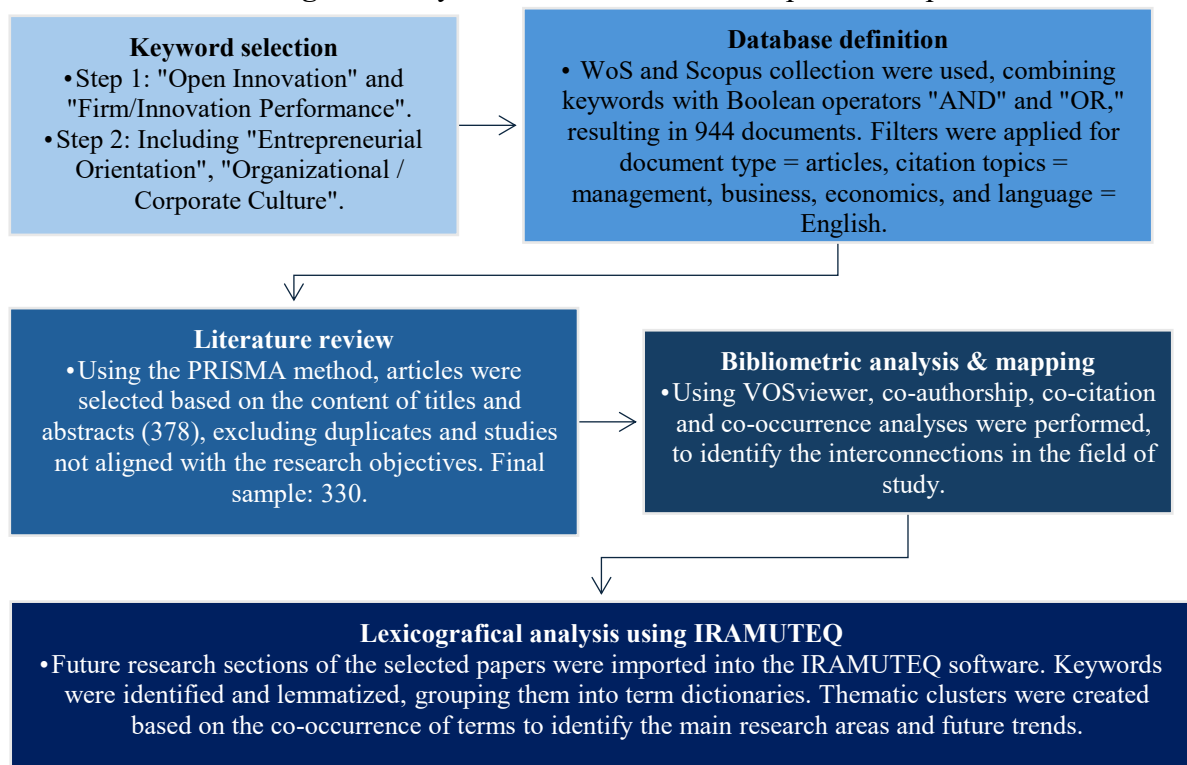 Keyword selection
•Step 1: "Open Innovation" and
"Firm/Innovation Performance".
•Step 2: Including "Entrepreneurial
Orientation", "Organizational /
Corporate Culture".
Database definition
• WoS and Scopus collection were used, combining
keywords with Boolean operators "AND" and "OR,"
resulting in 944 documents. Filters were applied for
document type = articles, citation topics =
management, business, economics, and language =
English.
Literature review
•Using the PRISMA method, articles were
selected based on the content of titles and
abstracts (378), excluding duplicates and studies
not aligned with the research objectives. Final
sample: 330.
Bibliometric analysis & mapping
•Using VOSviewer, co-authorship, co-citation
and co-occurrence analyses were performed,
to identify the interconnections in the field of
study.
Lexicografical analysis using IRAMUTEQ
•Future research sections of the selected papers were imported into the IRAMUTEQ software. Keywords
were identified and lemmatized, grouping them into term dictionaries. Thematic clusters were created
based on the co-occurrence of terms to identify the main research areas and future trends.